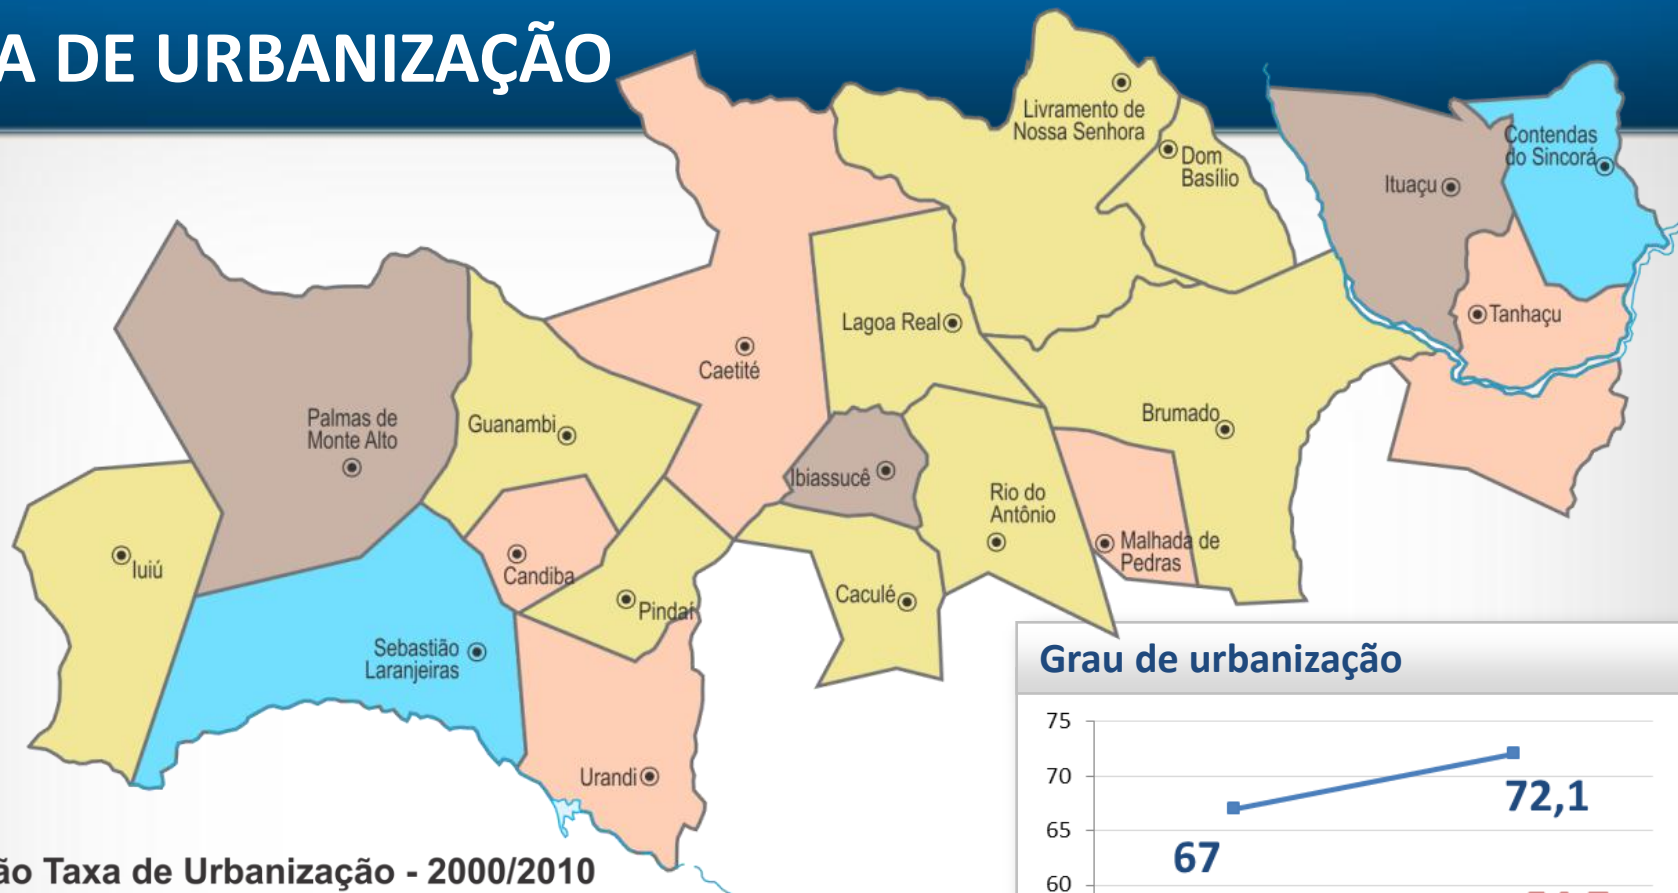 A DE URBANIZAÇÃO
Livramento de
Nossa Senhora
Dom
Basílio
Contendas
do Sincorá
Ituaçu
Tanhaçu
Lagoa Real
Caetité
Palmas de
Monte Alto
Guanambi
Brumado
Ibiassucê
Rio do
Antônio
Malhada de
Pedras
Iuiú
Candiba
Pindaí
Caculé
Sebastião
Laranjeiras
Urandi
Grau de urbanização
75
70
65
60
67
72,1
ão Taxa de Urbanização - 2000/2010